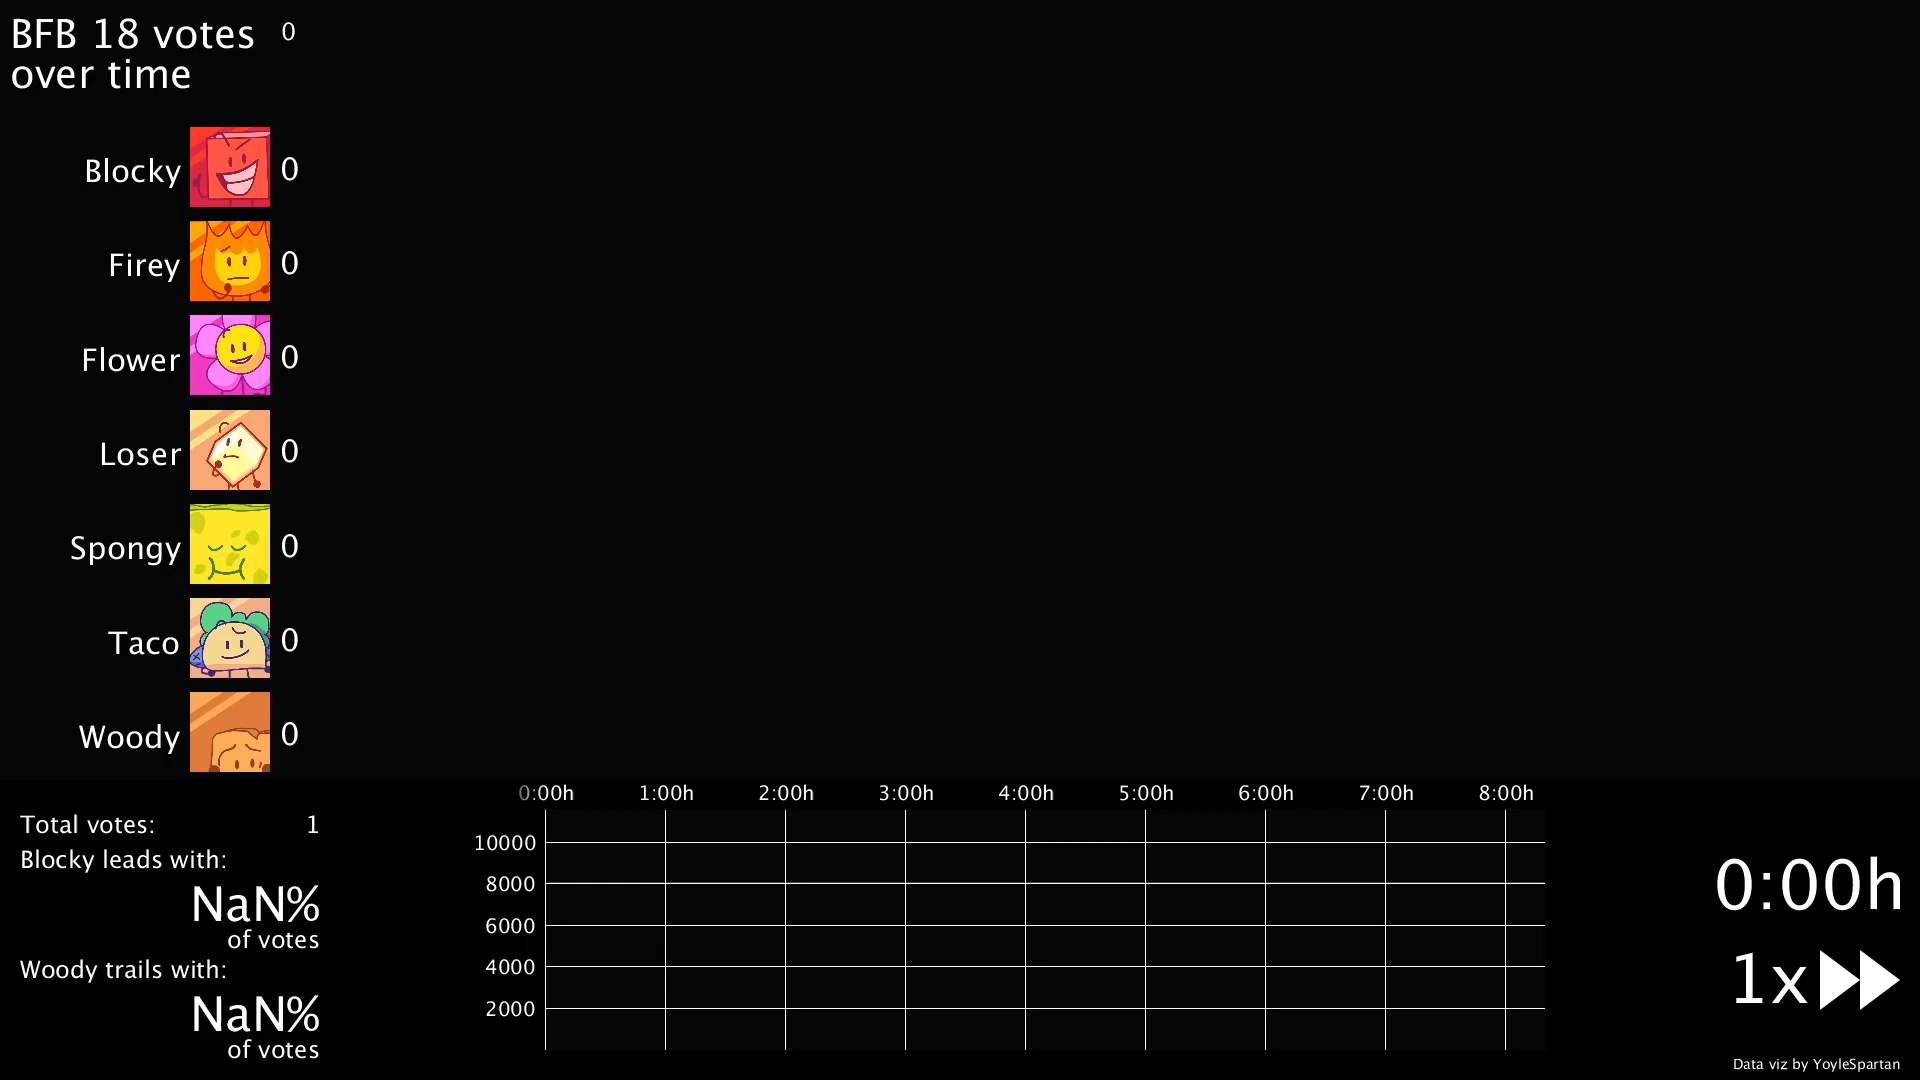 BFB 18 votes
over time
0
Blocky 0
Firey 0
Flower 0
Loser 0
Spongy 0
Taco 0
Woody 0
Total votes: 1
Blocky leads with:
NaN%
of votes
Woody trails with:
NaN%
of votes
0:00h 1:00h 2:00h 3:00h 4:00h 5:00h 6:00h 7:00h 8:00h
10000
8000
6000
4000
2000
0:00h
1x
Data viz by YoyleSpartan